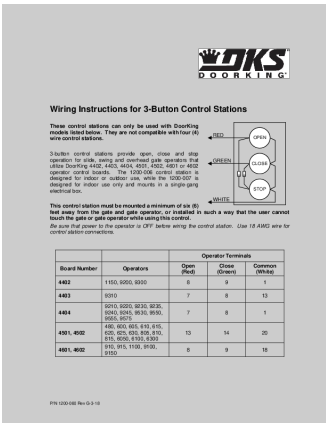 DKS
DOORKING
Wiring Instructions for 3-Button Control Stations
These control stations can only be used with DoorKing
models listed below. They are not compatible with four (4)
wire control stations.
3-button control stations provide open, close and stop
operation for slide, swing and overhead gate operators that
utilize DoorKing 4402, 4403, 4404, 4501, 4502, 4601 or 4602
operator control boards. The 1200-006 control station is
designed for indoor or outdoor use, while the 1200-007 is
designed for indoor use only and mounts in a single-gang
electrical box.
RED
OPEN
GREEN
CLOSE
STOP
WHITE
This control station must be mounted a minimum of six (6)
feet away from the gate and gate operator, or installed in such a way that the user cannot
touch the gate or gate operator while using this control.
Be sure that power to the operator is OFF before wiring the control station. Use 18 AWG wire for
control station connections.
Operator Terminals
Board Number Operators Open (Red) Close (Green) Common (White)
4402 1150, 9200, 9300 8 9 1
4403 9310 7 8 13
4404 9210, 9220, 9230, 9235,
9240, 9245, 9530, 9550,
9555, 9575 7 8 1
4501, 4502 480, 600, 605, 610, 615,
620, 625, 630, 805, 810,
815, 6050, 6100, 6300 13 14 20
4601, 4602 910, 915, 1100, 9100,
9150 8 9 18